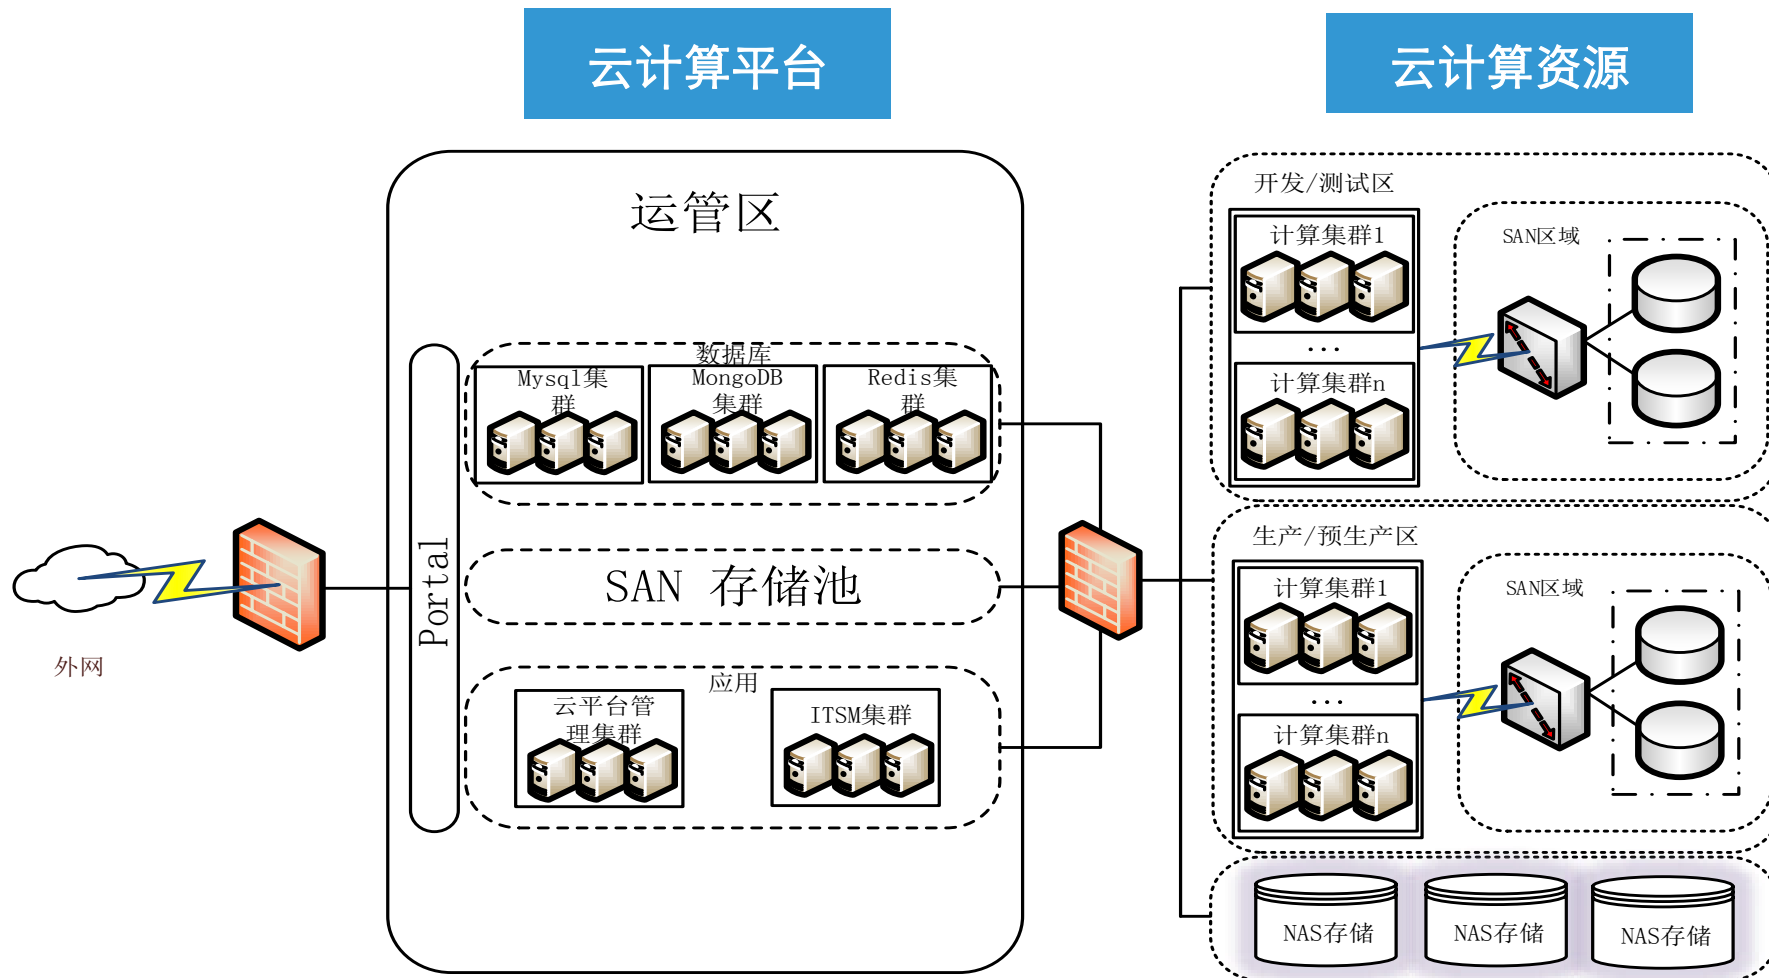 云计算平台
云计算资源
运管区
Portal
数据库
Mysql集
群
MongoDB
集群
Redis集
群
SAN 存储池
应用
云平台管
理集群
ITSM集群
外网
开发/测试区
计算集群1
...
计算集群n
SAN区域
生产/预生产区
计算集群1
...
计算集群n
SAN区域
NAS存储
NAS存储
NAS存储